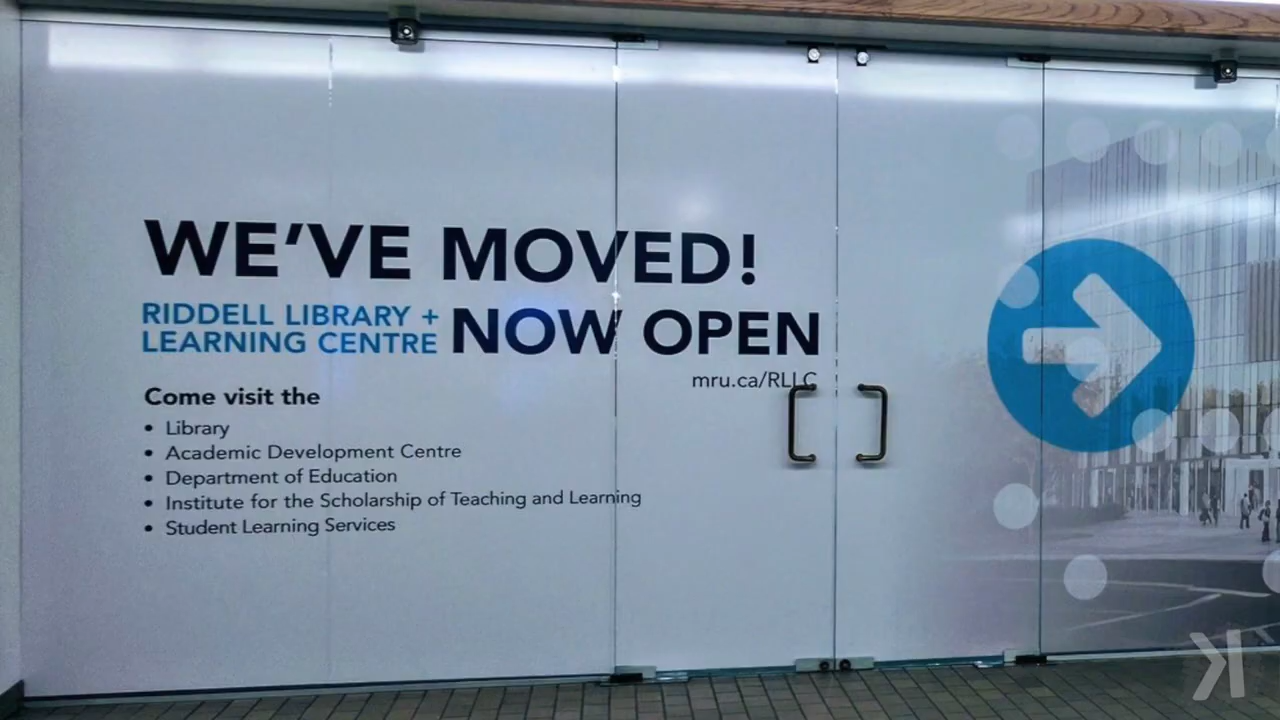 WE'VE MOVED!
RIDDELL LIBRARY +
LEARNING CENTRE NOW OPEN
mru.ca/RLLC
Come visit the
• Library
• Academic Development Centre
• Department of Education
• Institute for the Scholarship of Teaching and Learning
• Student Learning Services